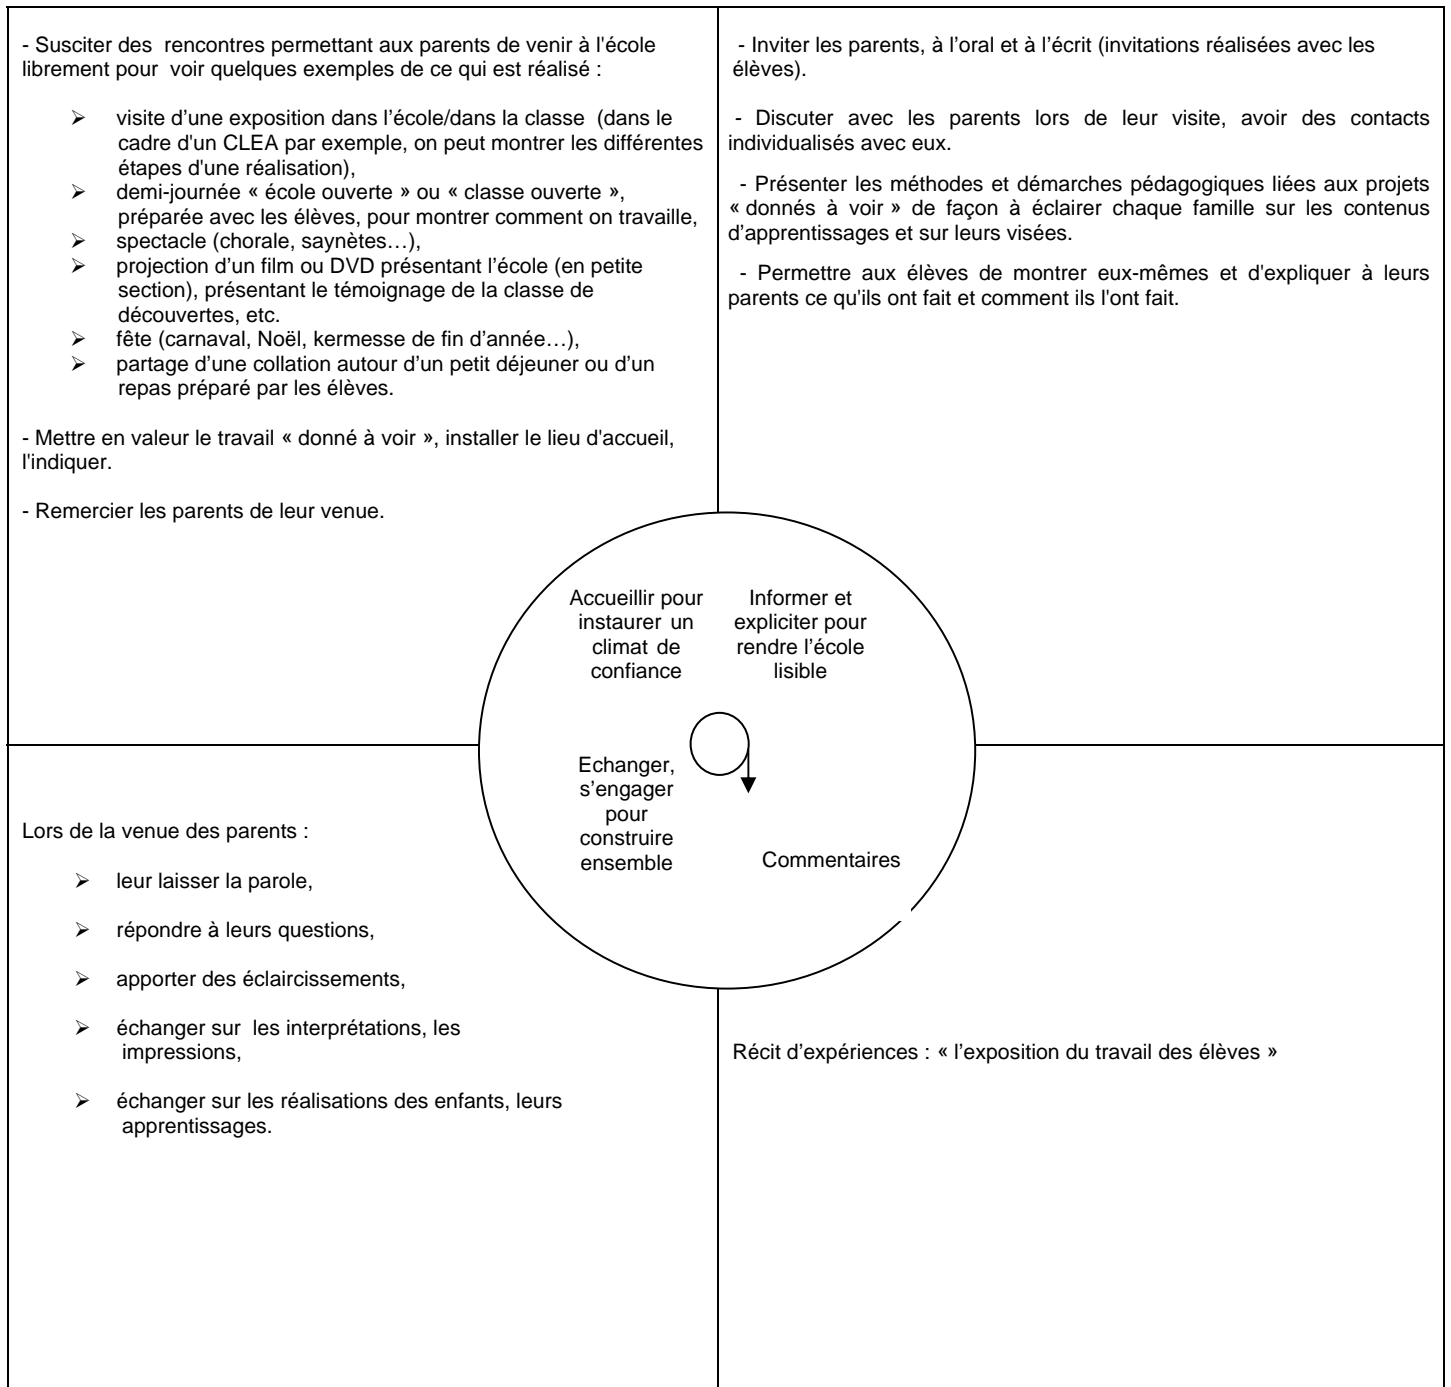 - Susciter des  rencontres permettant aux parents de venir à l'école
librement pour  voir quelques exemples de ce qui est réalisé :
➢ visite d’une exposition dans l’école/dans la classe  (dans le
cadre d'un CLEA par exemple, on peut montrer les différentes
étapes d'une réalisation),
➢ demi-journée « école ouverte » ou « classe ouverte »,
préparée avec les élèves, pour montrer comment on travaille,
➢ spectacle (chorale, saynètes…),
➢ projection d’un film ou DVD présentant l’école (en petite
section), présentant le témoignage de la classe de
découvertes, etc.
➢ fête (carnaval, Noël, kermesse de fin d’année…),
➢ partage d’une collation autour d’un petit déjeuner ou d’un
repas préparé par les élèves.
- Mettre en valeur le travail « donné à voir », installer le lieu d'accueil,
l'indiquer.
- Remercier les parents de leur venue.
- Inviter les parents, à l’oral et à l’écrit (invitations réalisées avec les
élèves).
- Discuter avec les parents lors de leur visite, avoir des contacts
individualisés avec eux.
- Présenter les méthodes et démarches pédagogiques liées aux projets
« donnés à voir » de façon à éclairer chaque famille sur les contenus
d’apprentissages et sur leurs visées.
- Permettre aux élèves de montrer eux-mêmes et d'expliquer à leurs
parents ce qu'ils ont fait et comment ils l'ont fait.
Accueillir pour
instaurer un
climat de
confiance
Informer et
expliciter pour
rendre l’école
lisible
Echanger,
s’engager
pour
construire
ensemble
Commentaires
Lors de la venue des parents :
➢ leur laisser la parole,
➢ répondre à leurs questions,
➢ apporter des éclaircissements,
➢ échanger sur  les interprétations, les
impressions,
➢ échanger sur les réalisations des enfants, leurs
apprentissages.
Récit d’expériences : « l’exposition du travail des élèves »